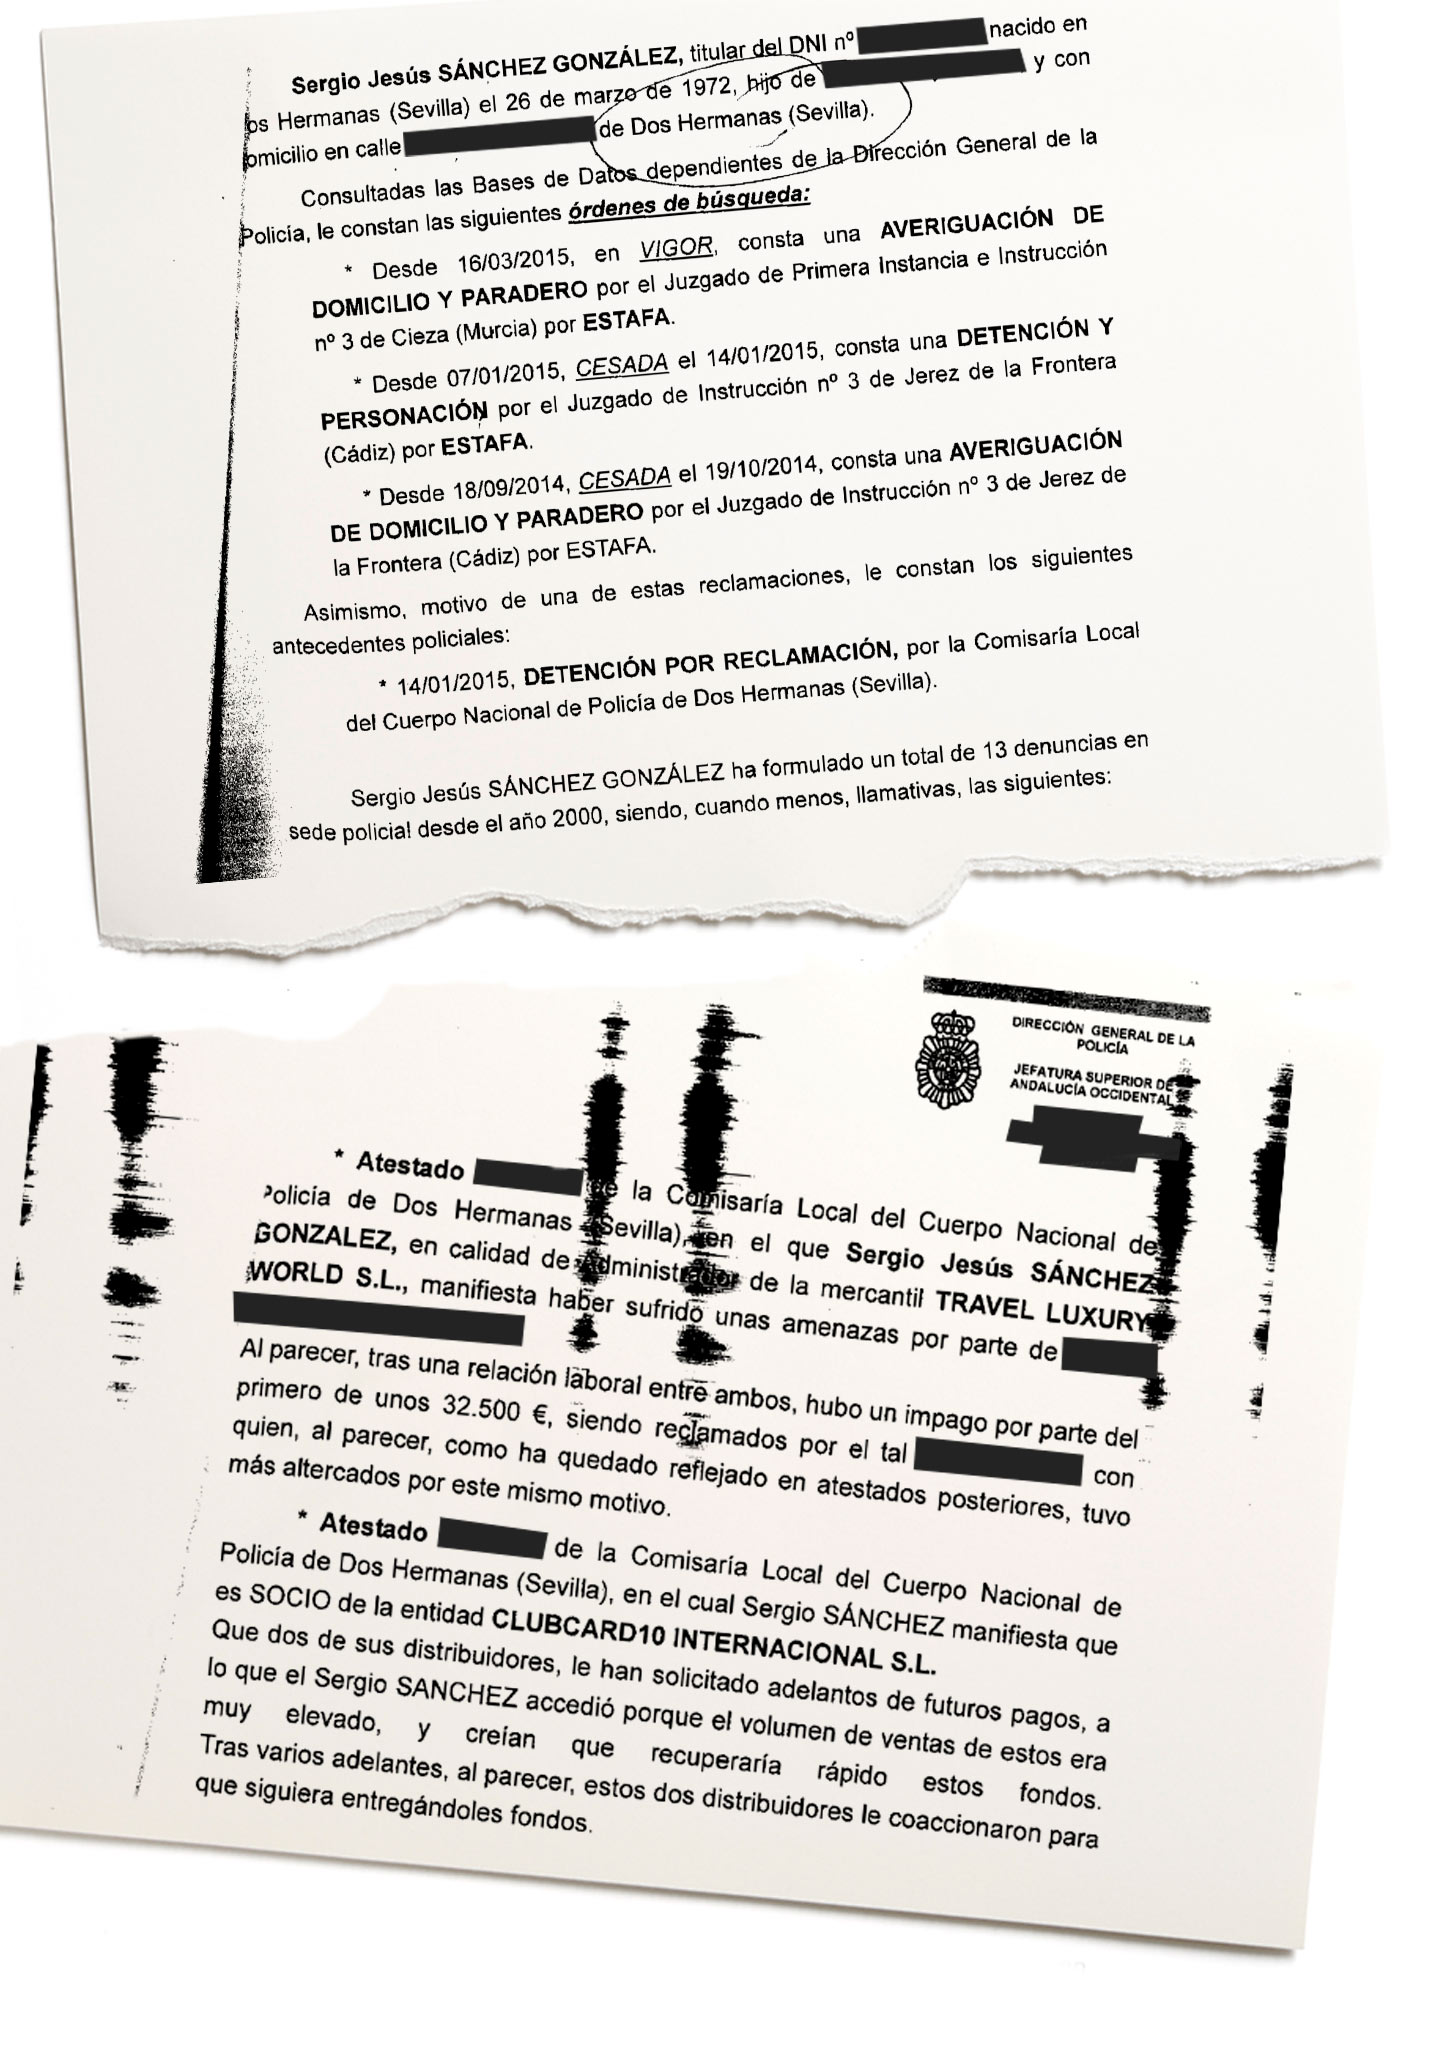 Sergio Jesús SÁNCHEZ GONZÁLEZ, titular del DNI nº nacido en
os Hermanas (Sevilla) el 26 de marzo de 1972, hijo de y con
omicilio en calle de Dos Hermanas (Sevilla).
Consultadas las Bases de Datos dependientes de la Dirección General de la
Policía, le constan las siguientes órdenes de búsqueda:
* Desde 16/03/2015, en VIGOR, consta una AVERIGUACIÓN DE
DOMICILIO Y PARADERO por el Juzgado de Primera Instancia e Instrucción
nº 3 de Cieza (Murcia) por ESTAFA.
* Desde 07/01/2015, CESADA el 14/01/2015, consta una DETENCIÓN Y
PERSONACIÓN por el Juzgado de Instrucción nº 3 de Jerez de la Frontera
(Cádiz) por ESTAFA.
* Desde 18/09/2014, CESADA el 19/10/2014, consta una AVERIGUACIÓN
DE DOMICILIO Y PARADERO por el Juzgado de Instrucción nº 3 de Jerez de
la Frontera (Cádiz) por ESTAFA.
Asimismo, motivo de una de estas reclamaciones, le constan los siguientes
antecedentes policiales:
* 14/01/2015, DETENCIÓN POR RECLAMACIÓN, por la Comisaría Local
del Cuerpo Nacional de Policía de Dos Hermanas (Sevilla).
Sergio Jesús SÁNCHEZ GONZÁLEZ ha formulado un total de 13 denuncias en
sede policial desde el año 2000, siendo, cuando menos, llamativas, las siguientes:
DIRECCIÓN GENERAL DE LA
POLICÍA
JEFATURA SUPERIOR DE
ANDALUCÍA OCCIDENTAL
* Atestado de la Comisaría Local del Cuerpo Nacional de
Policía de Dos Hermanas (Sevilla), en el que Sergio Jesús SÁNCHEZ
GONZALEZ, en calidad de Administrador de la mercantil TRAVEL LUXURY
WORLD S.L., manifiesta haber sufrido unas amenazas por parte de
Al parecer, tras una relación laboral entre ambos, hubo un impago por parte del
primero de unos 32.500 €, siendo reclamados por el tal con
quien, al parecer, como ha quedado reflejado en atestados posteriores, tuvo
más altercados por este mismo motivo.
* Atestado de la Comisaría Local del Cuerpo Nacional de
Policía de Dos Hermanas (Sevilla), en el cual Sergio SÁNCHEZ manifiesta que
es SOCIO de la entidad CLUBCARD10 INTERNACIONAL S.L.
Que dos de sus distribuidores, le han solicitado adelantos de futuros pagos, a
lo que el Sergio SANCHEZ accedió porque el volumen de ventas de estos era
muy elevado, y creían que recuperaría rápido estos fondos.
Tras varios adelantes, al parecer, estos dos distribuidores le coaccionaron para
que siguiera entregándoles fondos.